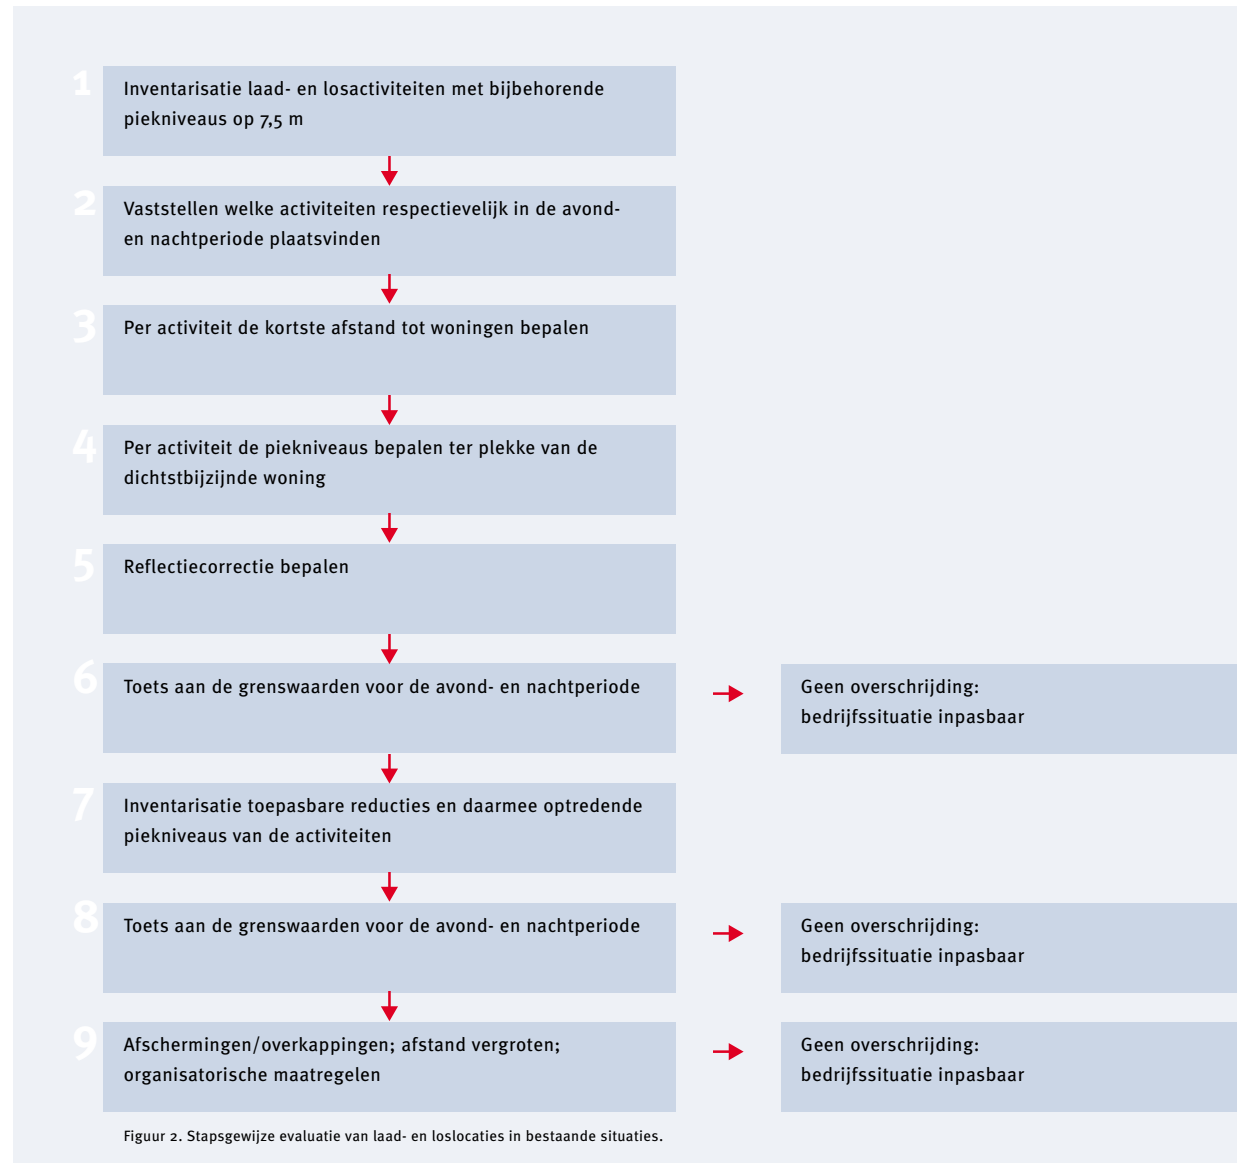 1
Inventarisatie laad- en losactiviteiten met bijbehorende
piekniveaus op 7,5 m
2
Vaststellen welke activiteiten respectievelijk in de avond-
en nachtperiode plaatsvinden
3
Per activiteit de kortste afstand tot woningen bepalen
4
Per activiteit de piekniveaus bepalen ter plekke van de
dichtstbijzijnde woning
5
Reflectiecorrectie bepalen
6
Toets aan de grenswaarden voor de avond- en nachtperiode
Geen overschrijding:
bedrijfssituatie inpasbaar
7
Inventarisatie toepasbare reducties en daarmee optredende
piekniveaus van de activiteiten
8
Toets aan de grenswaarden voor de avond- en nachtperiode
Geen overschrijding:
bedrijfssituatie inpasbaar
9
Afschermingen/overkappingen; afstand vergroten;
organisatorische maatregelen
Geen overschrijding:
bedrijfssituatie inpasbaar
Figuur 2. Stapsgewijze evaluatie van laad- en loslocaties in bestaande situaties.